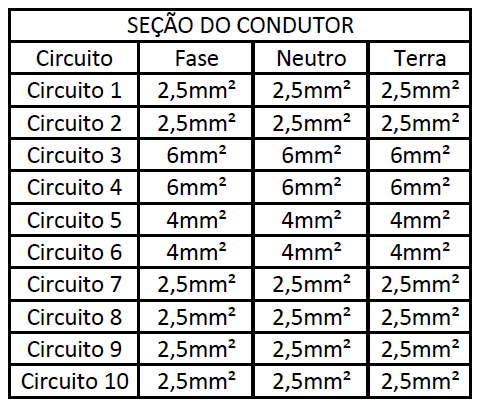 SEÇÃO DO CONDUTOR
Circuito Fase Neutro Terra
Circuito 1 2,5mm² 2,5mm² 2,5mm²
Circuito 2 2,5mm² 2,5mm² 2,5mm²
Circuito 3 6mm² 6mm² 6mm²
Circuito 4 6mm² 6mm² 6mm²
Circuito 5 4mm² 4mm² 4mm²
Circuito 6 4mm² 4mm² 4mm²
Circuito 7 2,5mm² 2,5mm² 2,5mm²
Circuito 8 2,5mm² 2,5mm² 2,5mm²
Circuito 9 2,5mm² 2,5mm² 2,5mm²
Circuito 10 2,5mm² 2,5mm² 2,5mm²